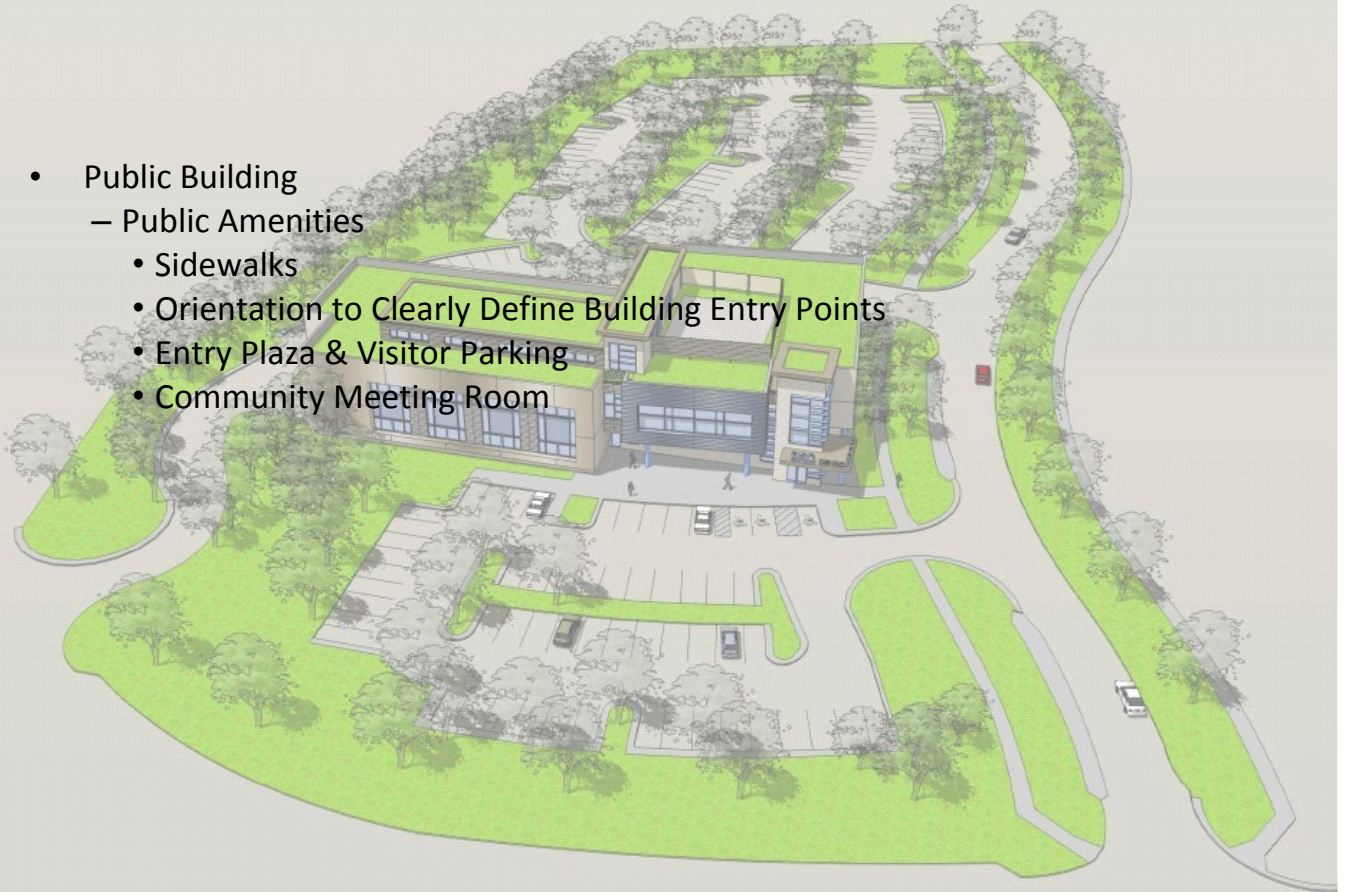 • Public Building
– Public Amenities
• Sidewalks
• Orientation to Clearly Define Building Entry Points
• Entry Plaza & Visitor Parking
• Community Meeting Room